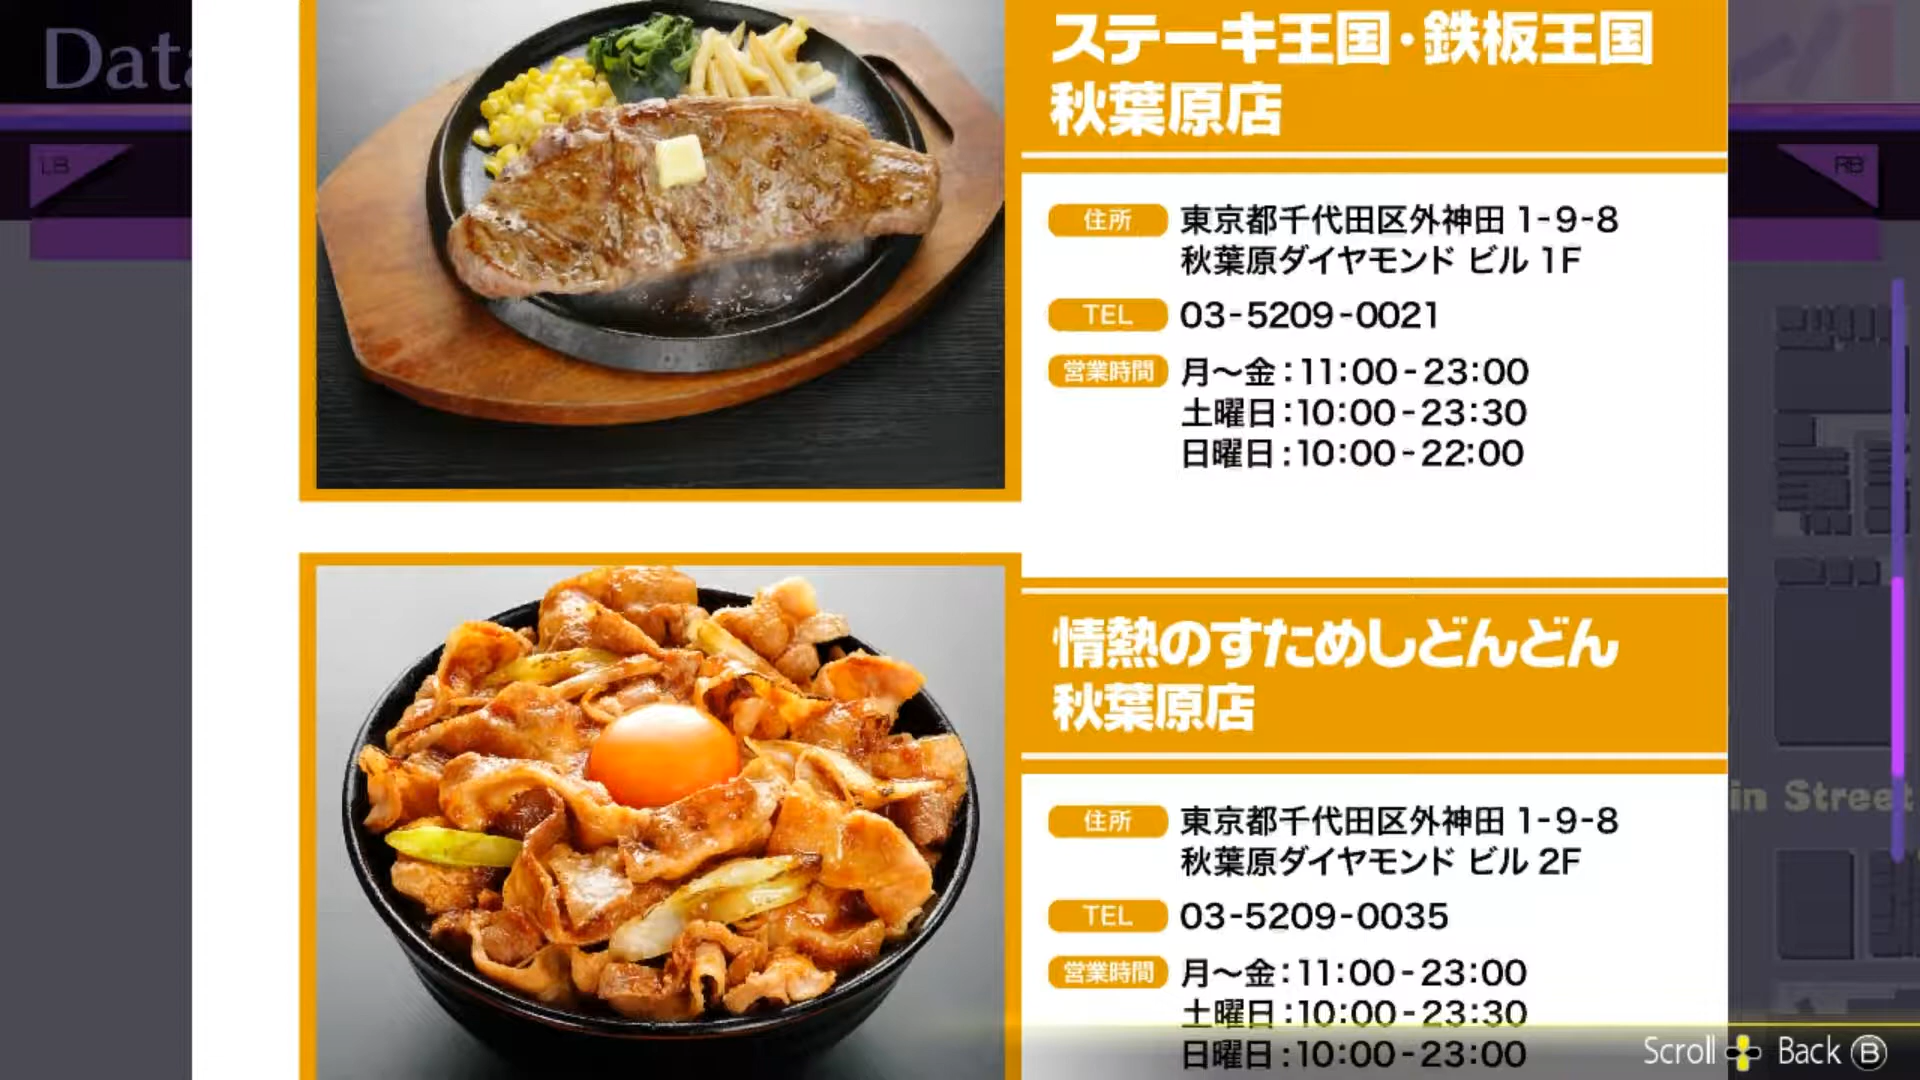 Data
LB
RB
ステーキ王国・鉄板王国
秋葉原店
住所 東京都千代田区外神田 1-9-8
秋葉原ダイヤモンド ビル 1F
TEL 03-5209-0021
営業時間 月〜金:11:00-23:00
土曜日:10:00-23:30
日曜日:10:00-22:00
情熱のすためしどんどん
秋葉原店
住所 東京都千代田区外神田 1-9-8
秋葉原ダイヤモンド ビル 2F
TEL 03-5209-0035
営業時間 月〜金:11:00-23:00
土曜日:10:00-23:30
日曜日:10:00-23:00
in Street
Scroll Back B